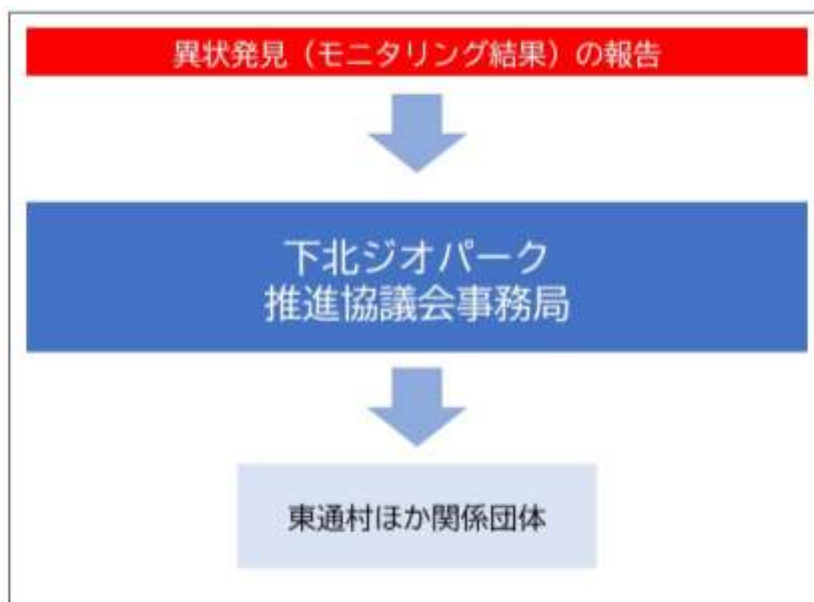 異状発見（モニタリング結果）の報告
下北ジオパーク
推進協議会事務局
東通村ほか関係団体